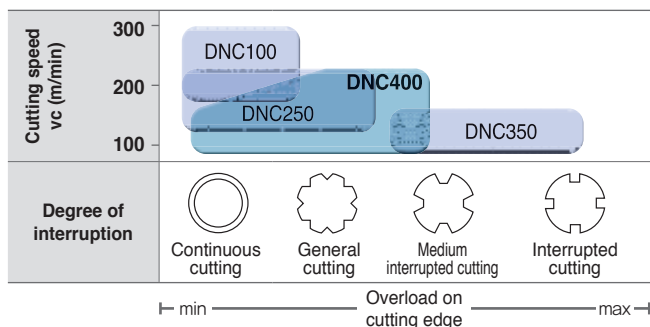 Cutting speed
vc (m/min)
300
200
100
DNC100
DNC400
DNC250
DNC350
Degree of
interruption
Continuous
cutting
General
cutting
Medium
interrupted cutting
Interrupted
cutting
min
Overload on
cutting edge
max